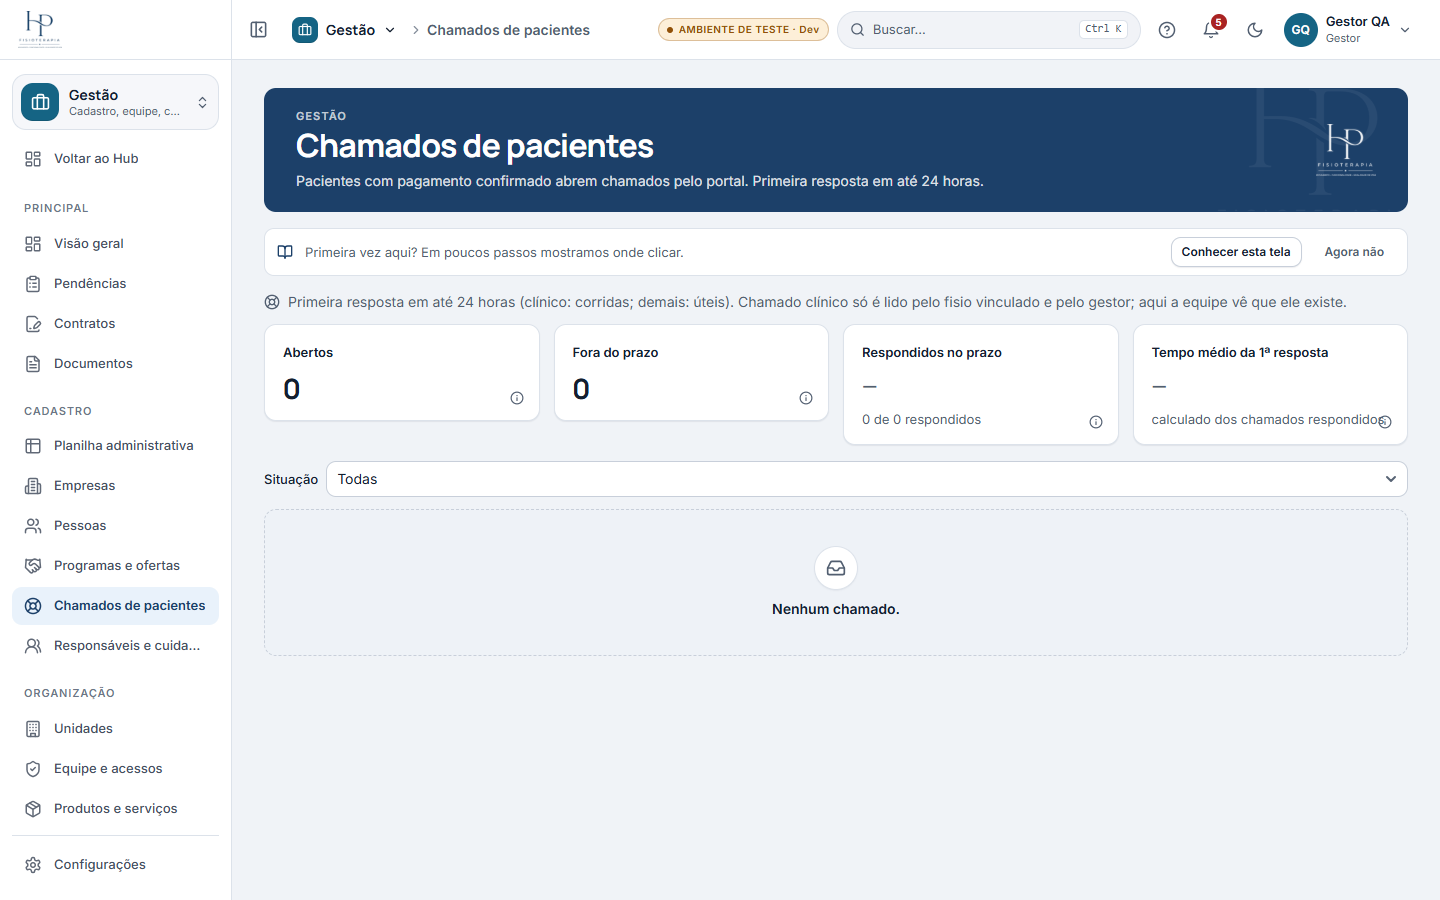 HP
FISIOTERAPIA
Gestão
Chamados de pacientes
AMBIENTE DE TESTE · Dev
Buscar...
Ctrl K
5
GQ
Gestor QA
Gestor
Gestão
Cadastro, equipe, c...
Voltar ao Hub
PRINCIPAL
Visão geral
Pendências
Contratos
Documentos
CADASTRO
Planilha administrativa
Empresas
Pessoas
Programas e ofertas
Chamados de pacientes
Responsáveis e cuida...
ORGANIZAÇÃO
Unidades
Equipe e acessos
Produtos e serviços
Configurações
GESTÃO
Chamados de pacientes
Pacientes com pagamento confirmado abrem chamados pelo portal. Primeira resposta em até 24 horas.
HP
FISIOTERAPIA
Primeira vez aqui? Em poucos passos mostramos onde clicar.
Conhecer esta tela
Agora não
Primeira resposta em até 24 horas (clínico: corridas; demais: úteis). Chamado clínico só é lido pelo fisio vinculado e pelo gestor; aqui a equipe vê que ele existe.
Abertos
0
Fora do prazo
0
Respondidos no prazo
—
0 de 0 respondidos
Tempo médio da 1ª resposta
—
calculado dos chamados respondidos
Situação
Todas
Nenhum chamado.